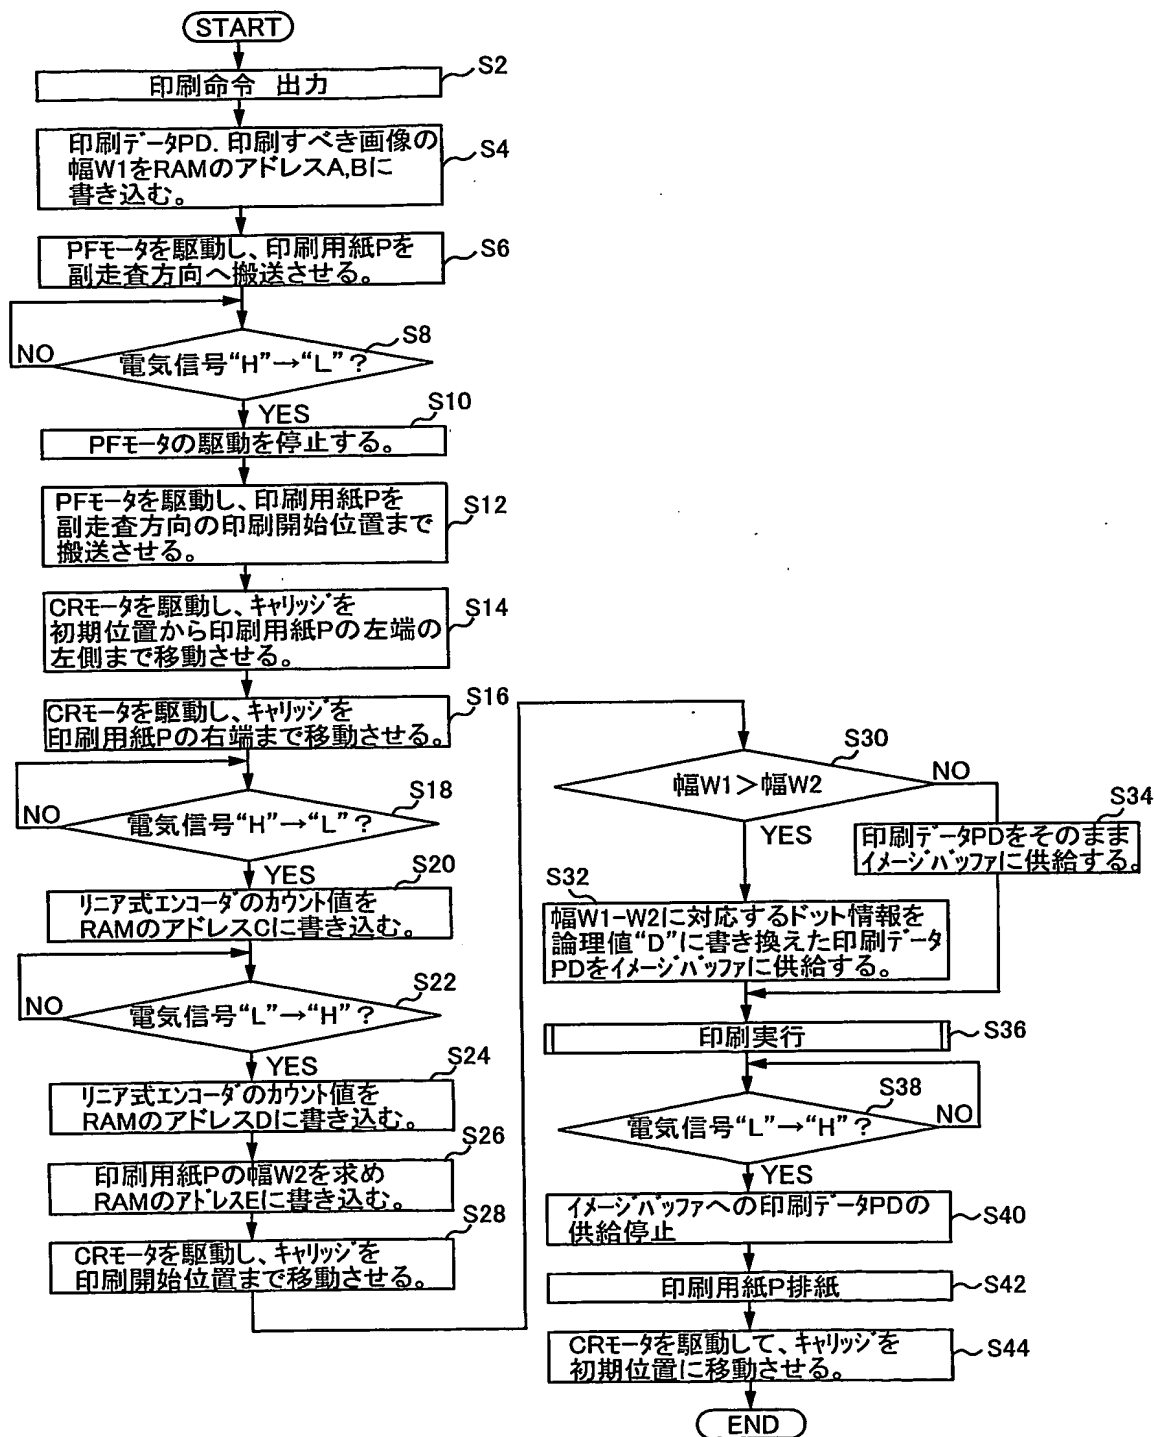 START
印刷命令 出力
S2
印刷データPD.印刷すべき画像の
幅W1をRAMのアドレスA,Bに
書き込む。
S4
PFモータを駆動し、印刷用紙Pを
副走査方向へ搬送させる。
S6
電気信号“H”→“L”?
S8
NO
YES
PFモータの駆動を停止する。
S10
PFモータを駆動し、印刷用紙Pを
副走査方向の印刷開始位置まで
搬送させる。
S12
CRモータを駆動し、キャリッジを
初期位置から印刷用紙Pの左端の
左側まで移動させる。
S14
CRモータを駆動し、キャリッジを
印刷用紙Pの右端まで移動させる。
S16
電気信号“H”→“L”?
S18
NO
YES
リニア式エンコーダのカウント値を
RAMのアドレスCに書き込む。
S20
電気信号“L”→“H”?
S22
NO
YES
リニア式エンコーダのカウント値を
RAMのアドレスDに書き込む。
S24
印刷用紙Pの幅W2を求め
RAMのアドレスEに書き込む。
S26
CRモータを駆動し、キャリッジを
印刷開始位置まで移動させる。
S28
幅W1>幅W2
S30
NO
YES
印刷データPDをそのまま
イメージバッファに供給する。
S34
S32
幅W1-W2に対応するドット情報を
論理値“D”に書き換えた印刷データ
PDをイメージバッファに供給する。
印刷実行
S36
電気信号“L”→“H”?
S38
NO
YES
イメージバッファへの印刷データPDの
供給停止
S40
印刷用紙P排紙
S42
CRモータを駆動して、キャリッジを
初期位置に移動させる。
S44
END